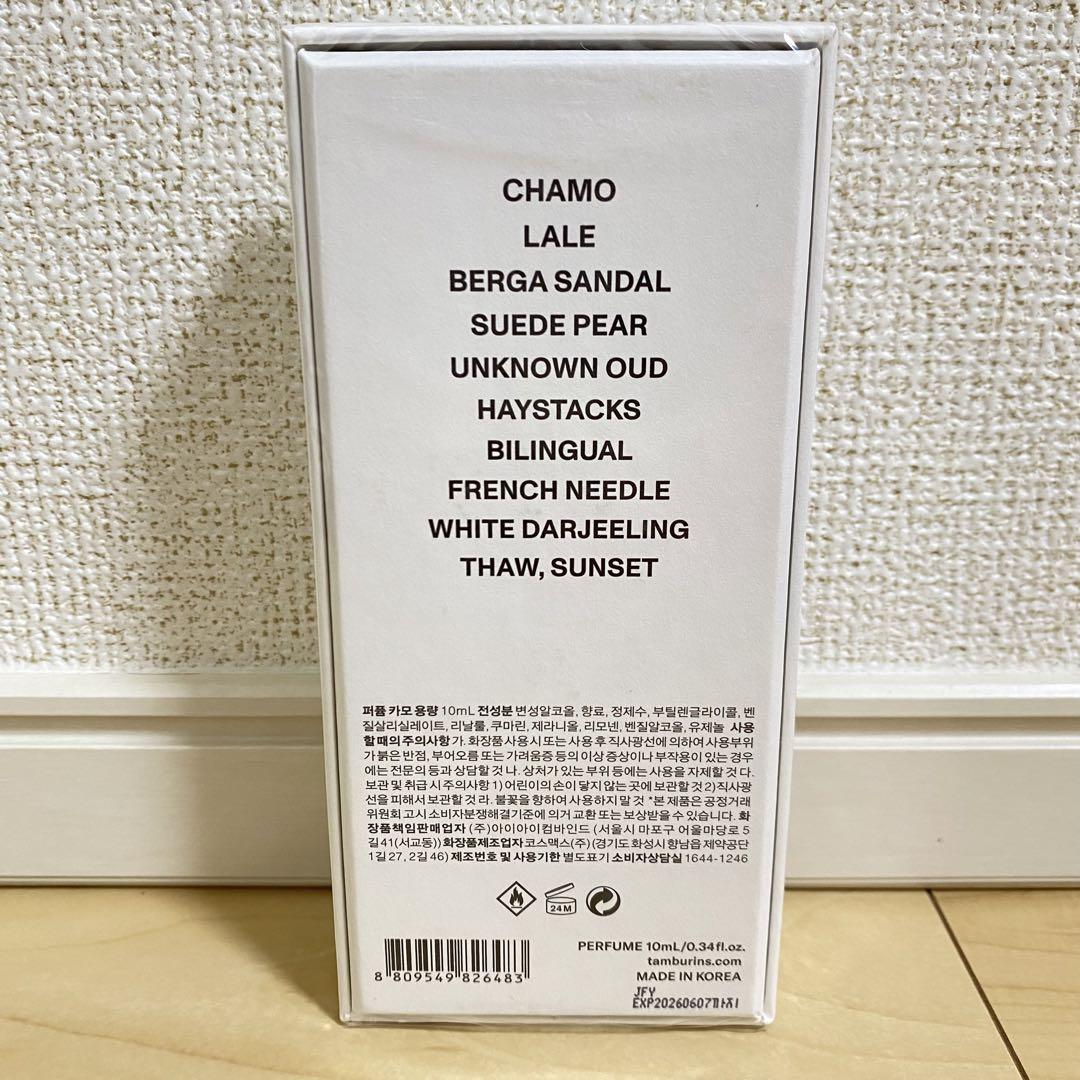 CHAMO
LALE
BERGA SANDAL
SUEDE PEAR
UNKNOWN OUD
HAYSTACKS
BILINGUAL
FRENCH NEEDLE
WHITE DARJEELING
THAW, SUNSET
퍼퓸 카모 용량 10mL 전성분 변성알코올, 향료, 정제수, 부틸렌글라이콜, 벤
질살리실레이트, 리날룰, 쿠마린, 제라니올, 리모넨, 벤질알코올, 유제놀 사용
할 때의 주의사항 가. 화장품 사용 시 또는 사용 후 직사광선에 의하여 사용부위
가 붉은 반점, 부어오름 또는 가려움증 등의 이상 증상이나 부작용이 있는 경우
에는 전문의 등과 상담할 것 나. 상처가 있는 부위 등에는 사용을 자제할 것 다.
보관 및 취급 시 주의사항 1) 어린이의 손이 닿지 않는 곳에 보관할 것 2) 직사광
선을 피해서 보관할 것 라. 불꽃을 향하여 사용하지 말 것 *본 제품은 공정거래
위원회 고시 소비자분쟁해결기준에 의거 교환 또는 보상받을 수 있습니다. 화
장품책임판매업자 (주)아이아이컴바인드 (서울시 마포구 어울마당로 5
길 41(서교동)) 화장품제조업자 코스맥스(주)(경기도 화성시 향남읍 제약공단
1길 27, 2길 46) 제조번호 및 사용기한 별도표기 소비자상담실 1644-1246
24M
PERFUME 10mL/0.34fl.oz.
tamburins.com
MADE IN KOREA
8 809549 826483
JFY
EXP20260607까지